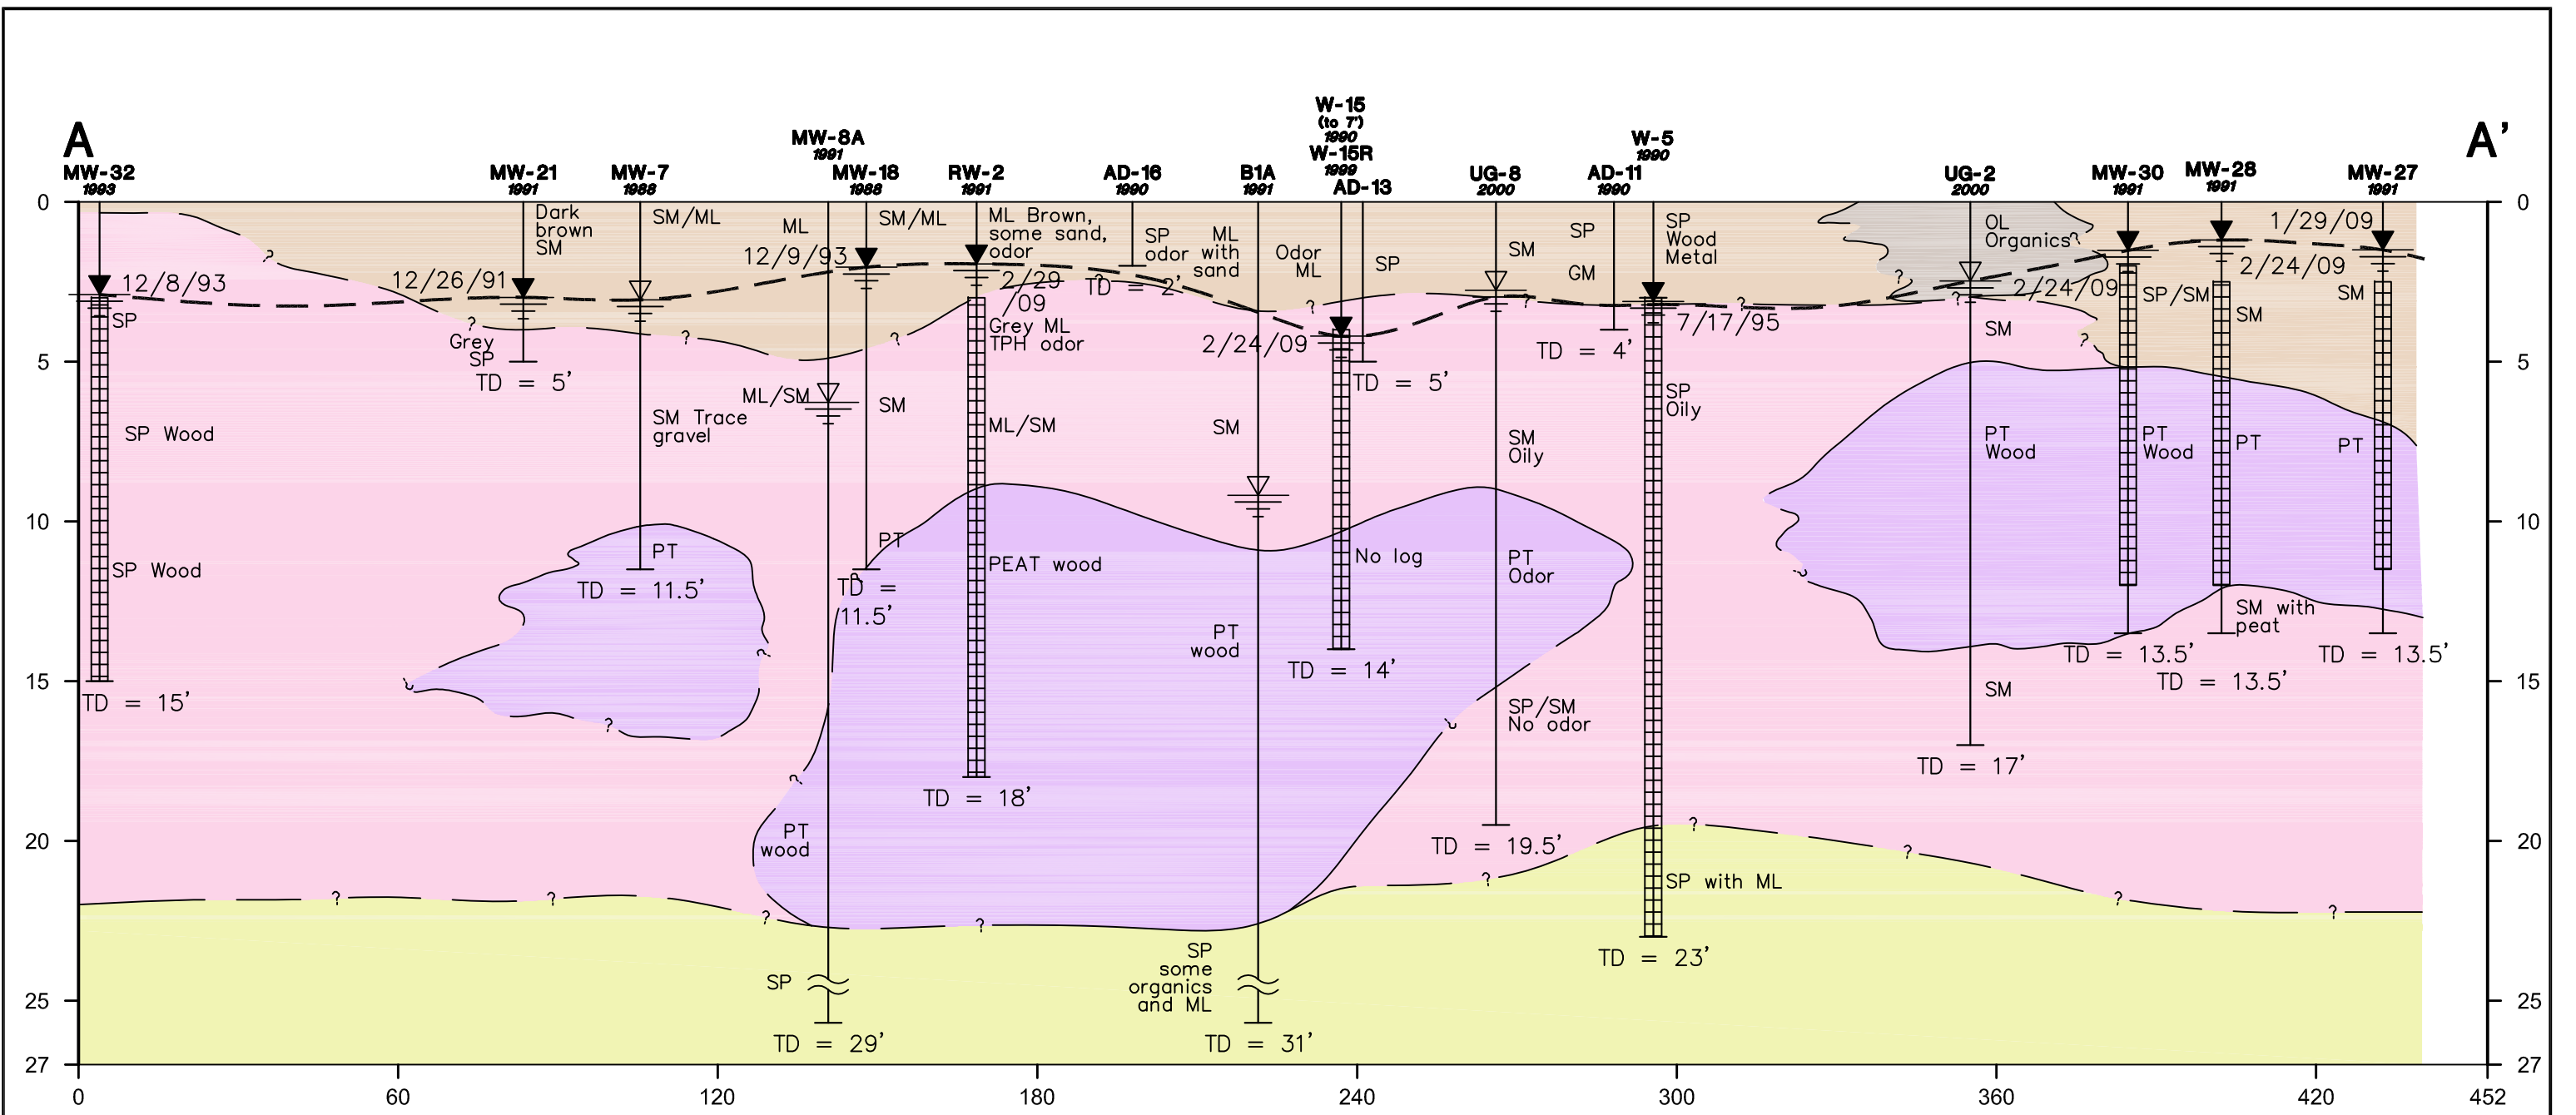 W-15
(to 7')
1990
MW-8A
1991
W-5
1990
W-15R
1999
A
A'
MW-32
1993
MW-21
1991
MW-7
1988
MW-18
1988
RW-2
1991
AD-16
1990
B1A
1991
AD-13
UG-8
2000
AD-11
1990
UG-2
2000
MW-30
1991
MW-28
1991
MW-27
1991
0
0
Dark
brown
SM
SM/ML
ML
SM/ML
ML Brown,
some sand,
odor
SP
odor
ML
with
sand
Odor
ML
SP
SM
SP
GM
SP
Wood
Metal
OL
Organics
?
1/29/09
?
12/8/93
12/26/91
12/9/93
2/29
/09
?
TD = 2'
?
?
?
?
?
2/24/09
2/24/09
SP/SM
SM
SP
?
Grey
SP
?
?
Grey ML
TPH odor
2/24/09
7/17/95
SM
SM
?
TD = 4'
5
5
TD = 5'
TD = 5'
ML/SM
SM
SM Trace
gravel
ML/SM
SM
SM
Oily
SP
Oily
SP Wood
PT
Wood
PT
Wood
PT
PT
10
10
PT
PT
SP Wood
PEAT wood
No log
PT
Odor
?
TD = 11.5'
?
TD =
11.5'
SM with
peat
PT
wood
?
TD = 14'
TD = 13.5'
TD = 13.5'
TD = 13.5'
15
15
?
TD = 15'
SM
SP/SM
No odor
?
?
TD = 17'
?
TD = 18'
20
20
PT
wood
TD = 19.5'
?
?
?
SP with ML
?
?
?
?
?
?
SP
some
organics
and ML
TD = 23'
SP
25
25
TD = 29'
TD = 31'
27
27
0
60
120
180
240
300
360
420
452